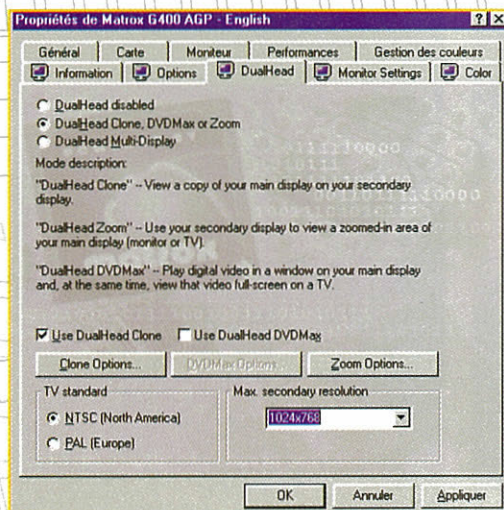 Propriétés de Matrox G400 AGP - English
Général Carte Moniteur Performances Gestion des couleurs
Information Options DualHead Monitor Settings Color
DualHead disabled
DualHead Clone, DVDMax or Zoom
DualHead Multi-Display
Mode description:
"DualHead Clone" -- View a copy of your main display on your secondary
display.
"DualHead Zoom" -- Use your secondary display to view a zoomed-in area of
your main display (monitor or TV).
"DualHead DVDMax" -- Play digital video in a window on your main display
and, at the same time, view that video full-screen on a TV.
Use DualHead Clone Use DualHead DVDMax
Clone Options... DVDMax Options... Zoom Options...
TV standard Max. secondary resolution
NTSC (North America) 1024x768
PAL (Europe)
OK Annuler Appliquer